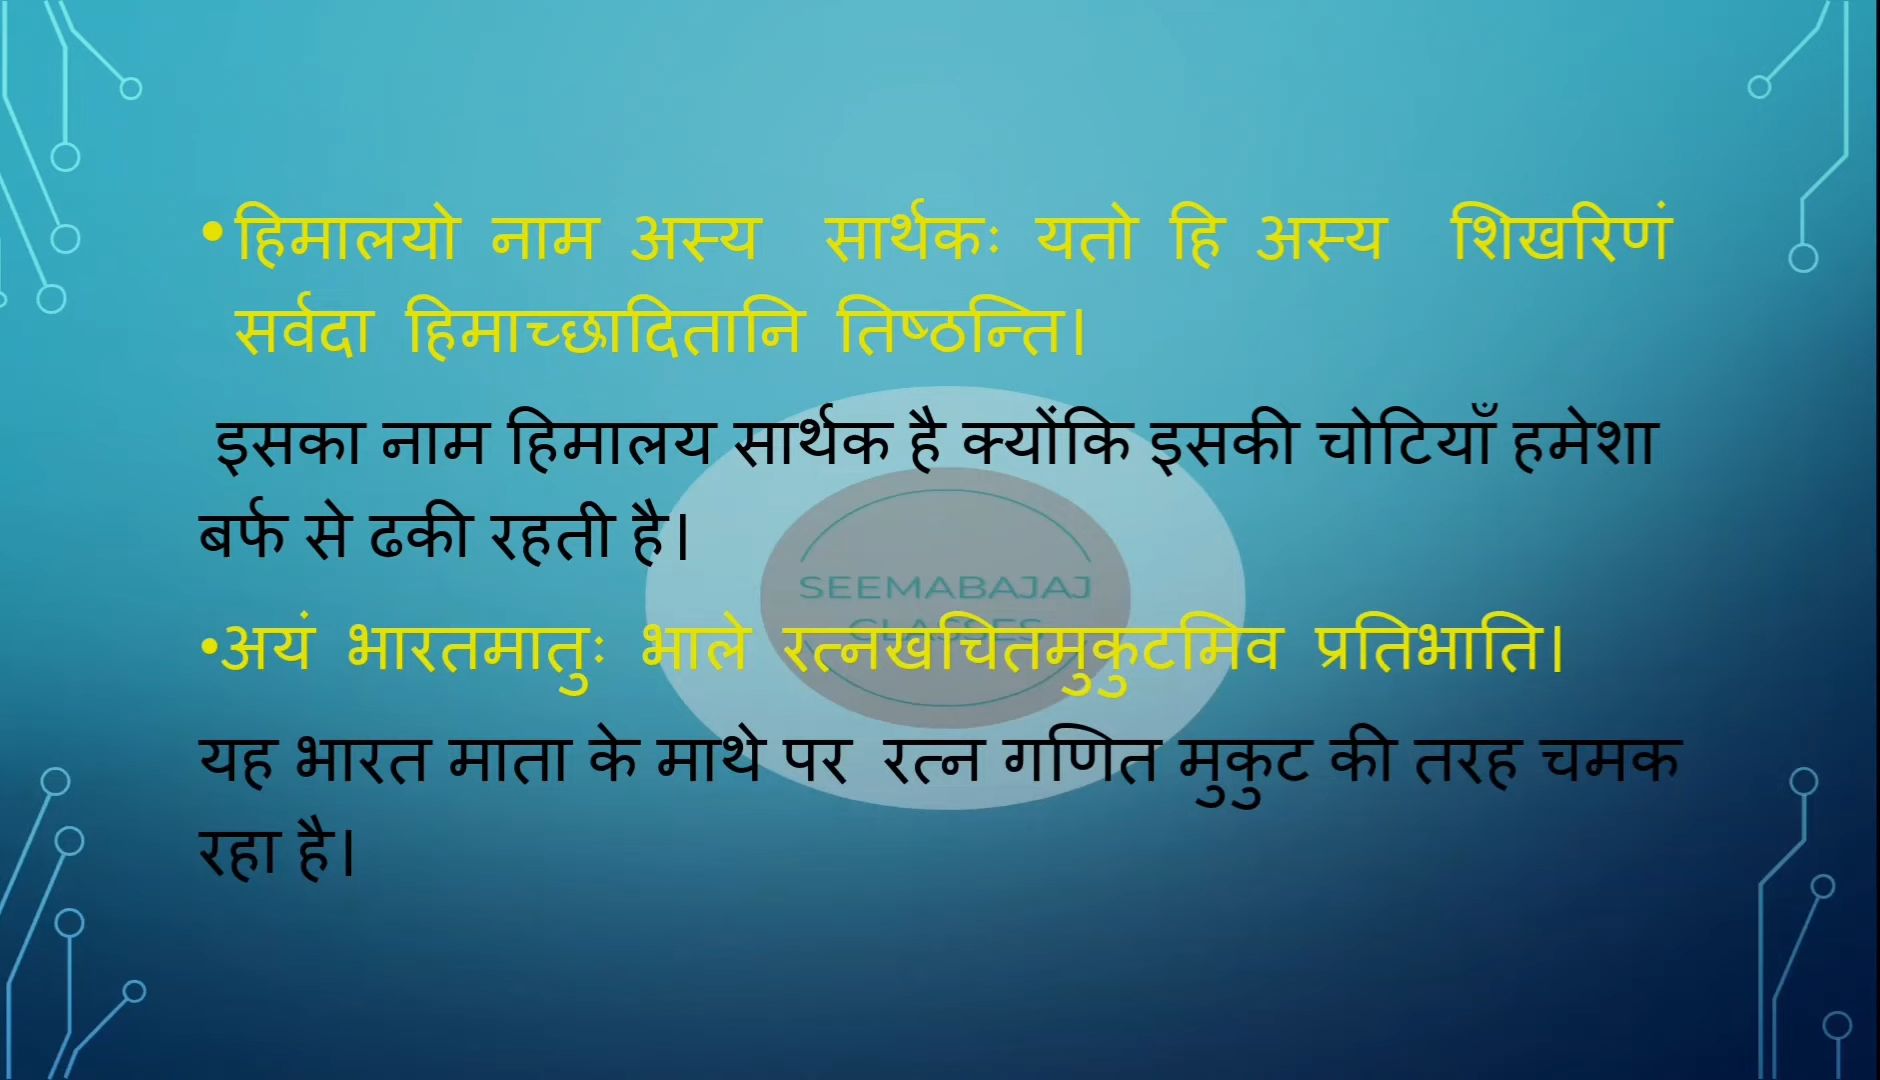 •हिमालयो नाम अस्य सार्थकः यतो हि अस्य शिखरिणं
सर्वदा हिमाच्छादितानि तिष्ठन्ति।
इसका नाम हिमालय सार्थक है क्योंकि इसकी चोटियाँ हमेशा
बर्फ से ढकी रहती है।
SEEMABAJAJ
CLASSES
•अयं भारतमातुः भाले रत्नखचितमुकुटमिव प्रतिभाति।
यह भारत माता के माथे पर रत्न गणित मुकुट की तरह चमक
रहा है।